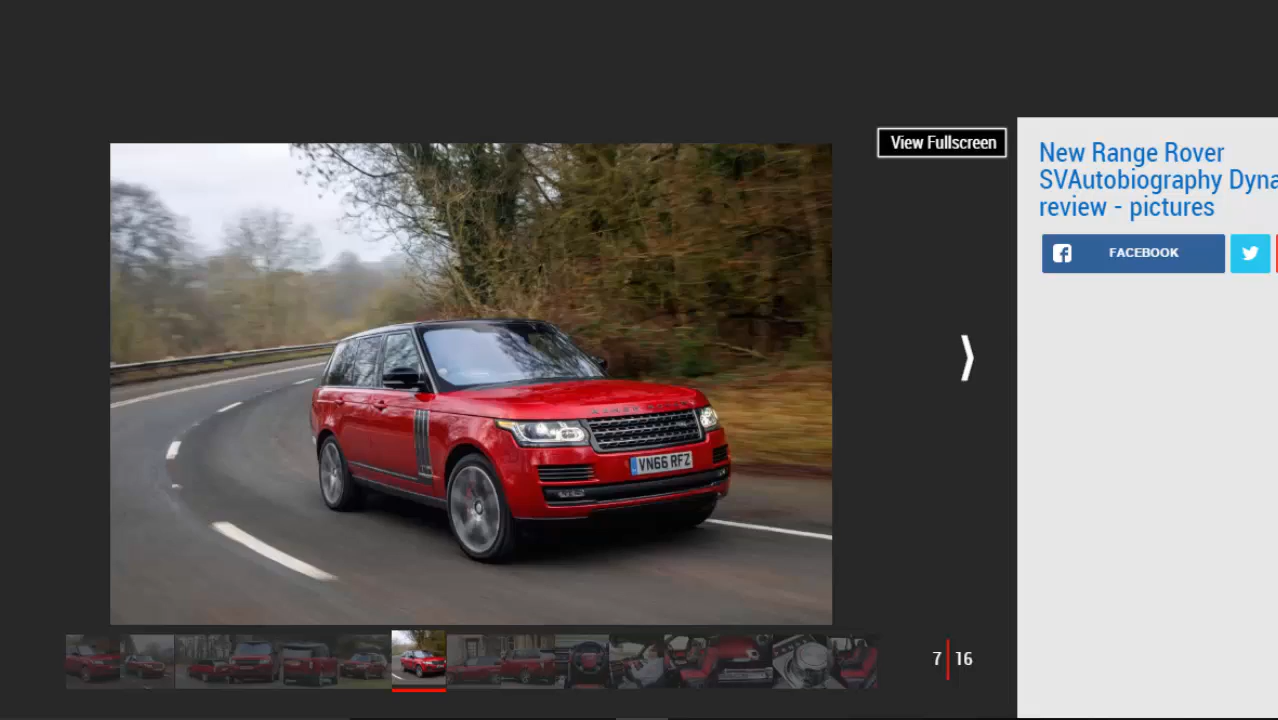 View Fullscreen
New Range Rover
SVAutobiography Dyna
review - pictures
FACEBOOK
VN66 RFZ
7 16